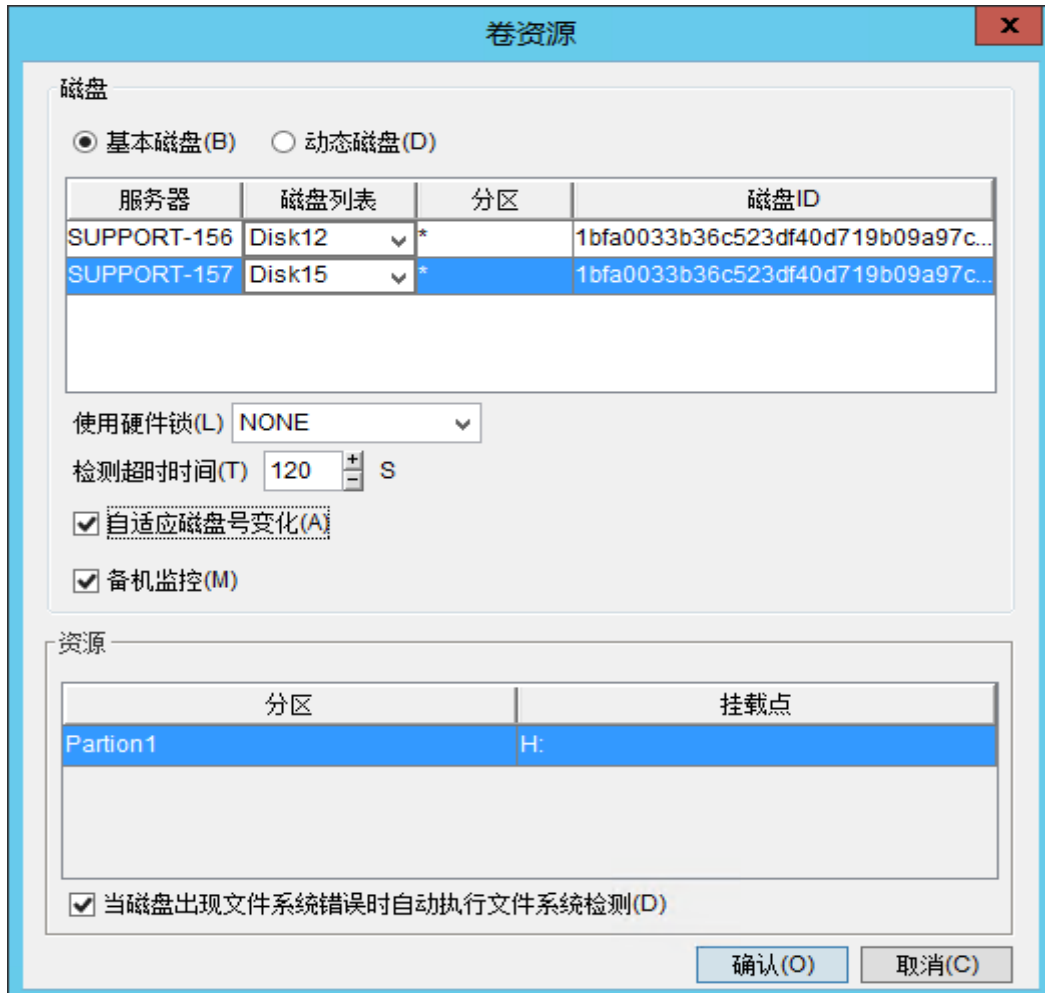 卷资源
x
磁盘
基本磁盘(B) 动态磁盘(D)
服务器 磁盘列表 分区 磁盘ID
SUPPORT-156 Disk12 * 1bfa0033b36c523df40d719b09a97c...
SUPPORT-157 Disk15 * 1bfa0033b36c523df40d719b09a97c...
使用硬件锁(L) NONE
检测超时时间(T) 120 + - S
自适应磁盘号变化(A)
备机监控(M)
资源
分区 挂载点
Partion1 H:
当磁盘出现文件系统错误时自动执行文件系统检测(D)
确认(O) 取消(C)